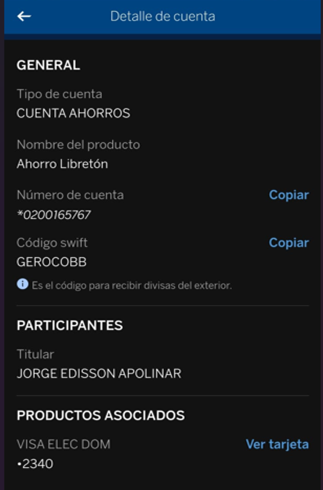 Detalle de cuenta
GENERAL
Tipo de cuenta
CUENTA AHORROS
Nombre del producto
Ahorro Libretón
Número de cuenta Copiar
*0200165767
Código swift Copiar
GEROCOBB
Es el código para recibir divisas del exterior.
PARTICIPANTES
Titular
JORGE EDISSON APOLINAR
PRODUCTOS ASOCIADOS
VISA ELEC DOM Ver tarjeta
•2340